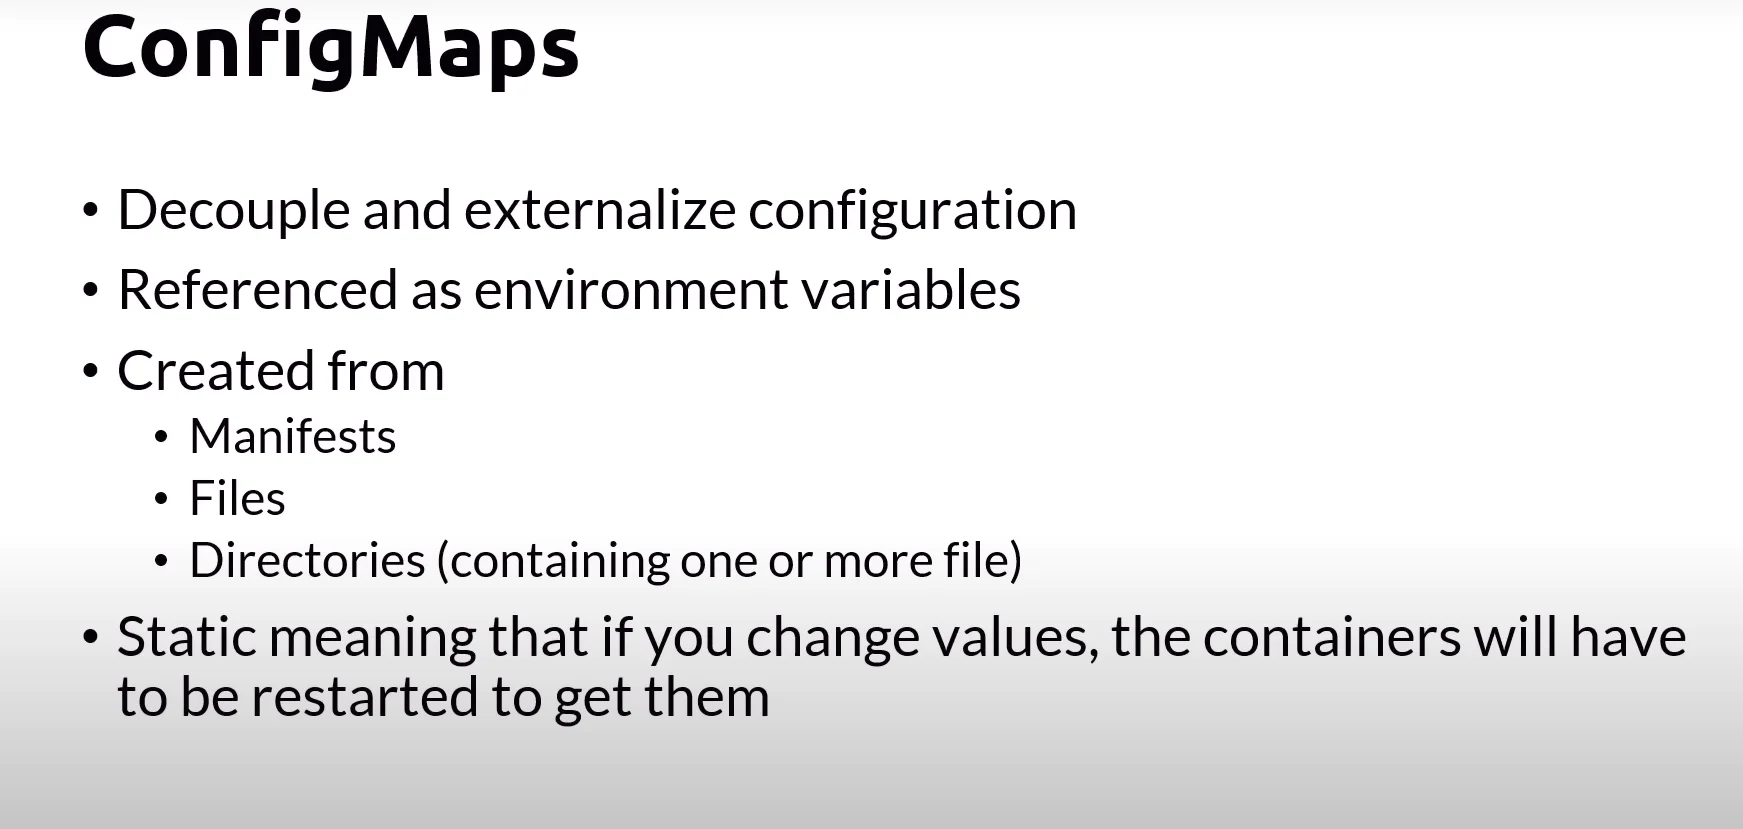 ConfigMaps
• Decouple and externalize configuration
• Referenced as environment variables
• Created from
• Manifests
• Files
• Directories (containing one or more file)
• Static meaning that if you change values, the containers will have
to be restarted to get them